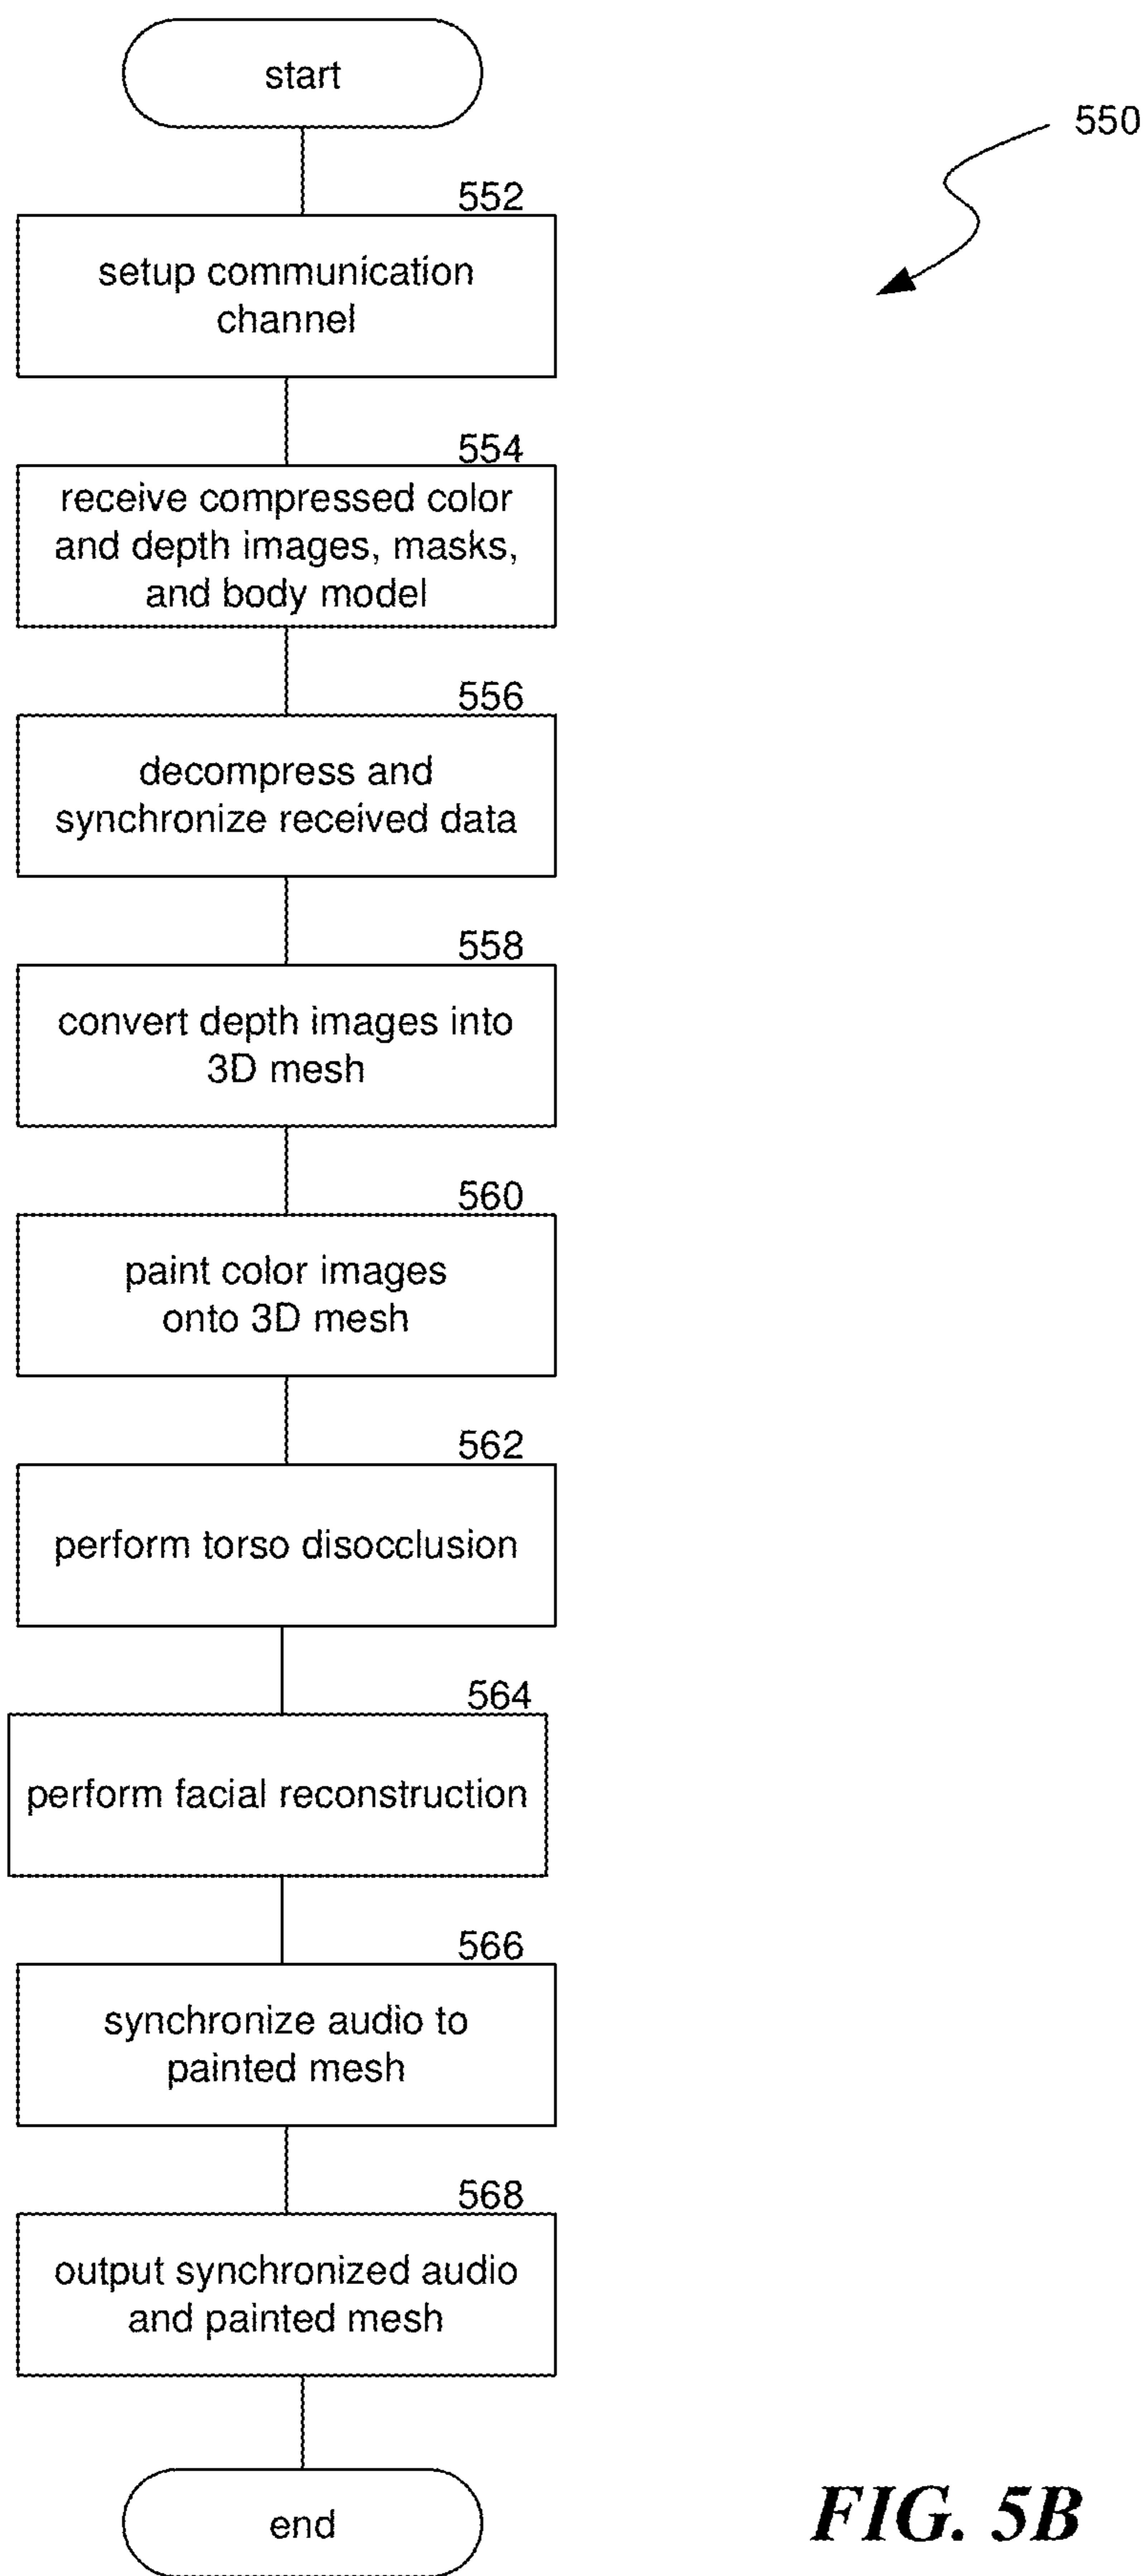 start
550
552
setup communication
channel
554
receive compressed color
and depth images, masks,
and body model
556
decompress and
synchronize received data
558
convert depth images into
3D mesh
560
paint color images
onto 3D mesh
562
perform torso disocclusion
564
perform facial reconstruction
566
synchronize audio to
painted mesh
568
output synchronized audio
and painted mesh
end
FIG. 5B